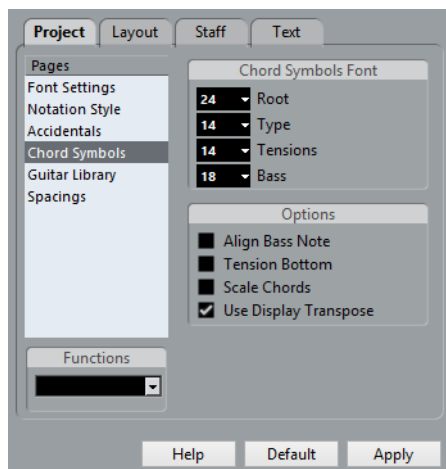 Project Layout Staff Text
Pages
Font Settings
Notation Style
Accidentals
Chord Symbols
Guitar Library
Spacings
Functions
Chord Symbols Font
24 Root
14 Type
14 Tensions
18 Bass
Options
Align Bass Note
Tension Bottom
Scale Chords
Use Display Transpose
Help Default Apply